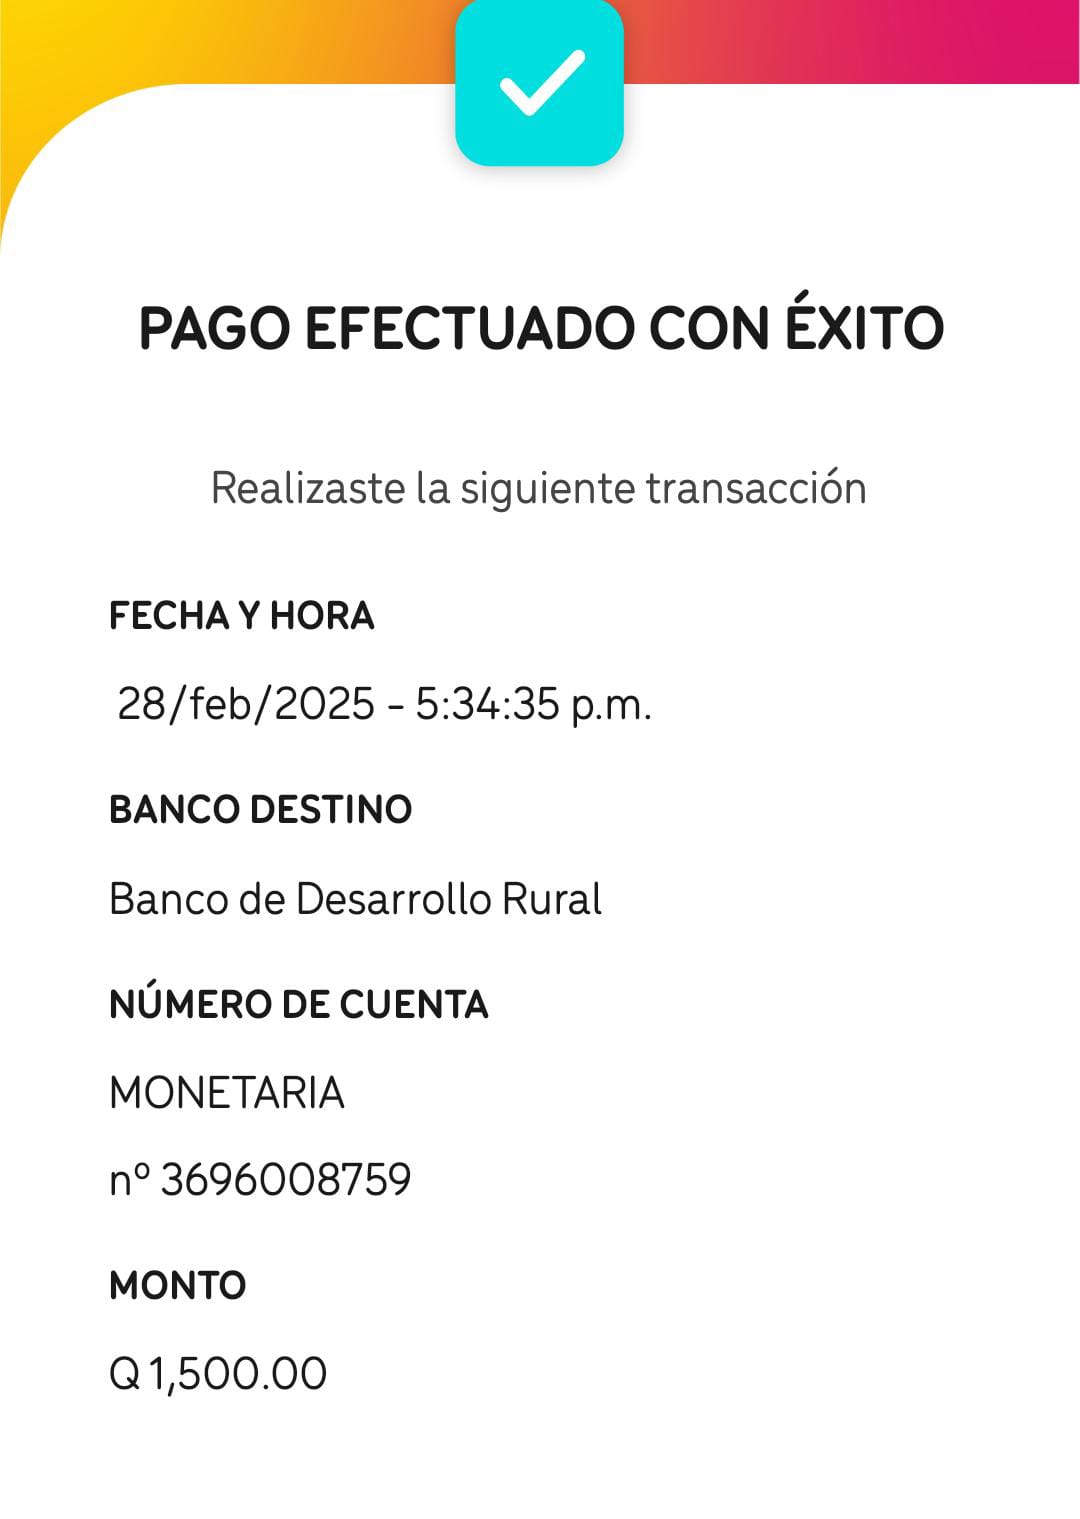 PAGO EFECTUADO CON ÉXITO
Realizaste la siguiente transacción
FECHA Y HORA
28/feb/2025 - 5:34:35 p.m.
BANCO DESTINO
Banco de Desarrollo Rural
NÚMERO DE CUENTA
MONETARIA
nº 3696008759
MONTO
Q 1,500.00